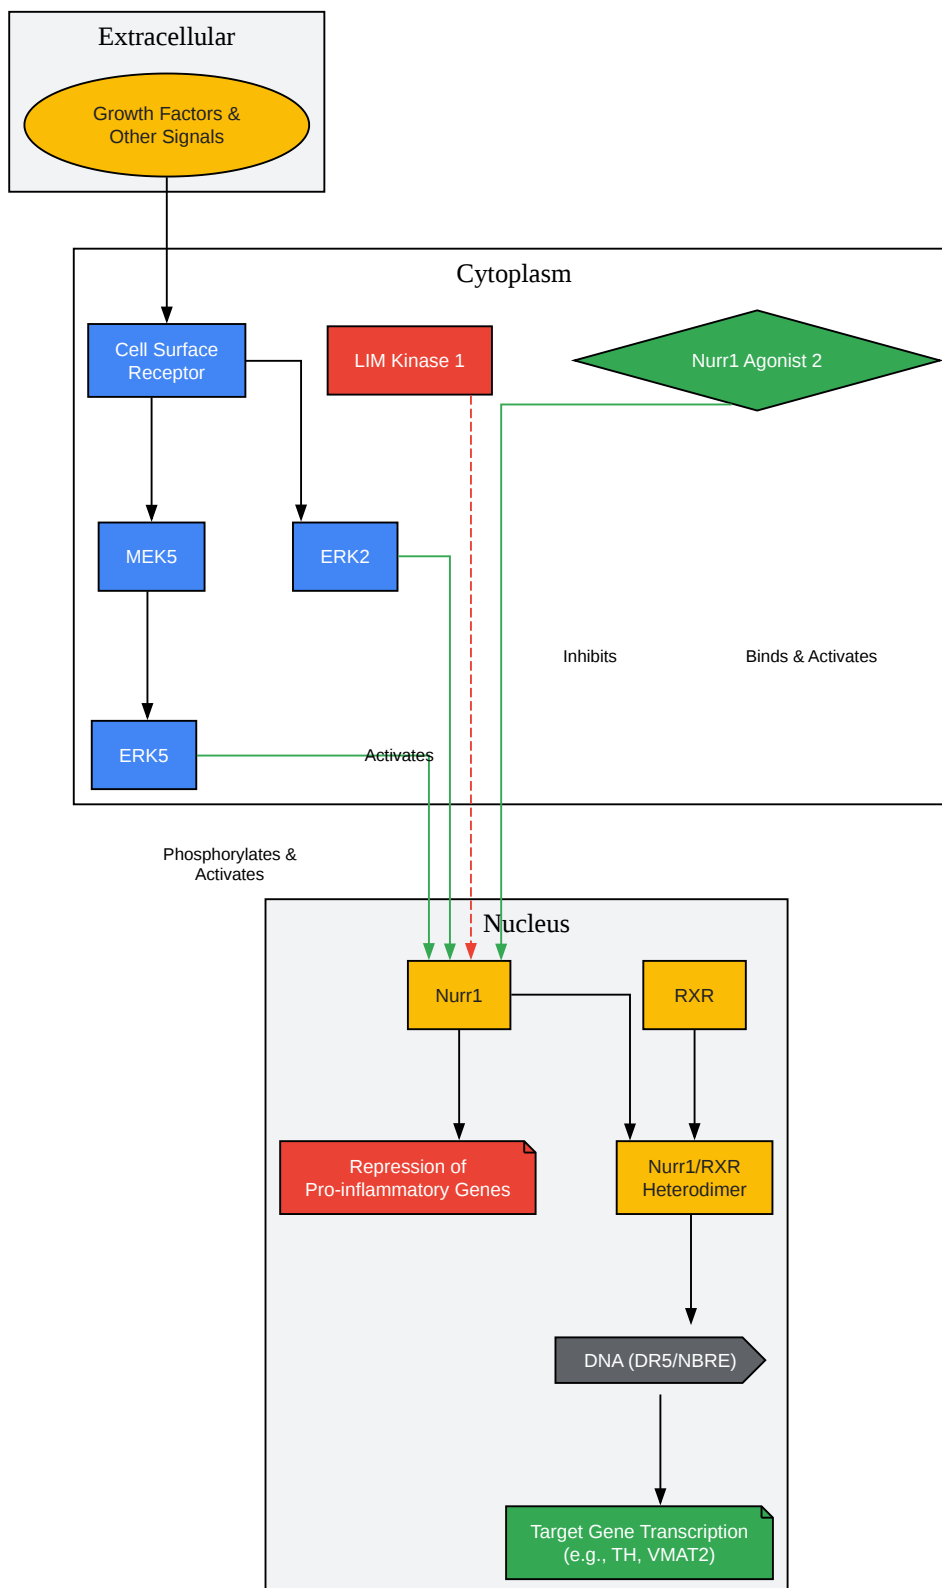 Extracellular
Growth Factors &
Other Signals
Cytoplasm
Cell Surface
Receptor
LIM Kinase 1
Nurr1 Agonist 2
MEK5
ERK2
Inhibits
Binds & Activates
ERK5
Activates
Phosphorylates &
Activates
Nucleus
Nurr1
RXR
Repression of
Pro-inflammatory Genes
Nurr1/RXR
Heterodimer
DNA (DR5/NBRE)
Target Gene Transcription
(e.g., TH, VMAT2)